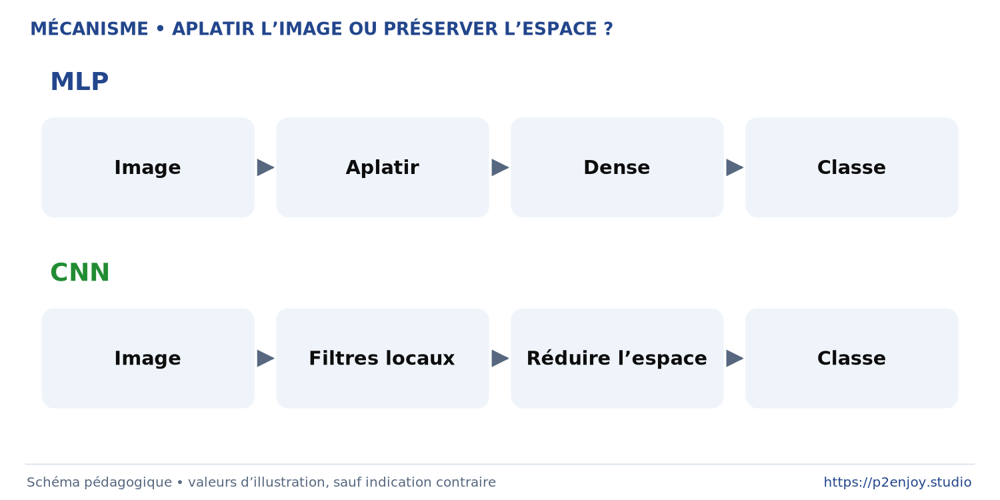 MÉCANISME • APLATIR L’IMAGE OU PRÉSERVER L’ESPACE ?
MLP
Image
Aplatir
Dense
Classe
CNN
Image
Filtres locaux
Réduire l’espace
Classe
Schéma pédagogique • valeurs d’illustration, sauf indication contraire
https://p2enjoy.studio